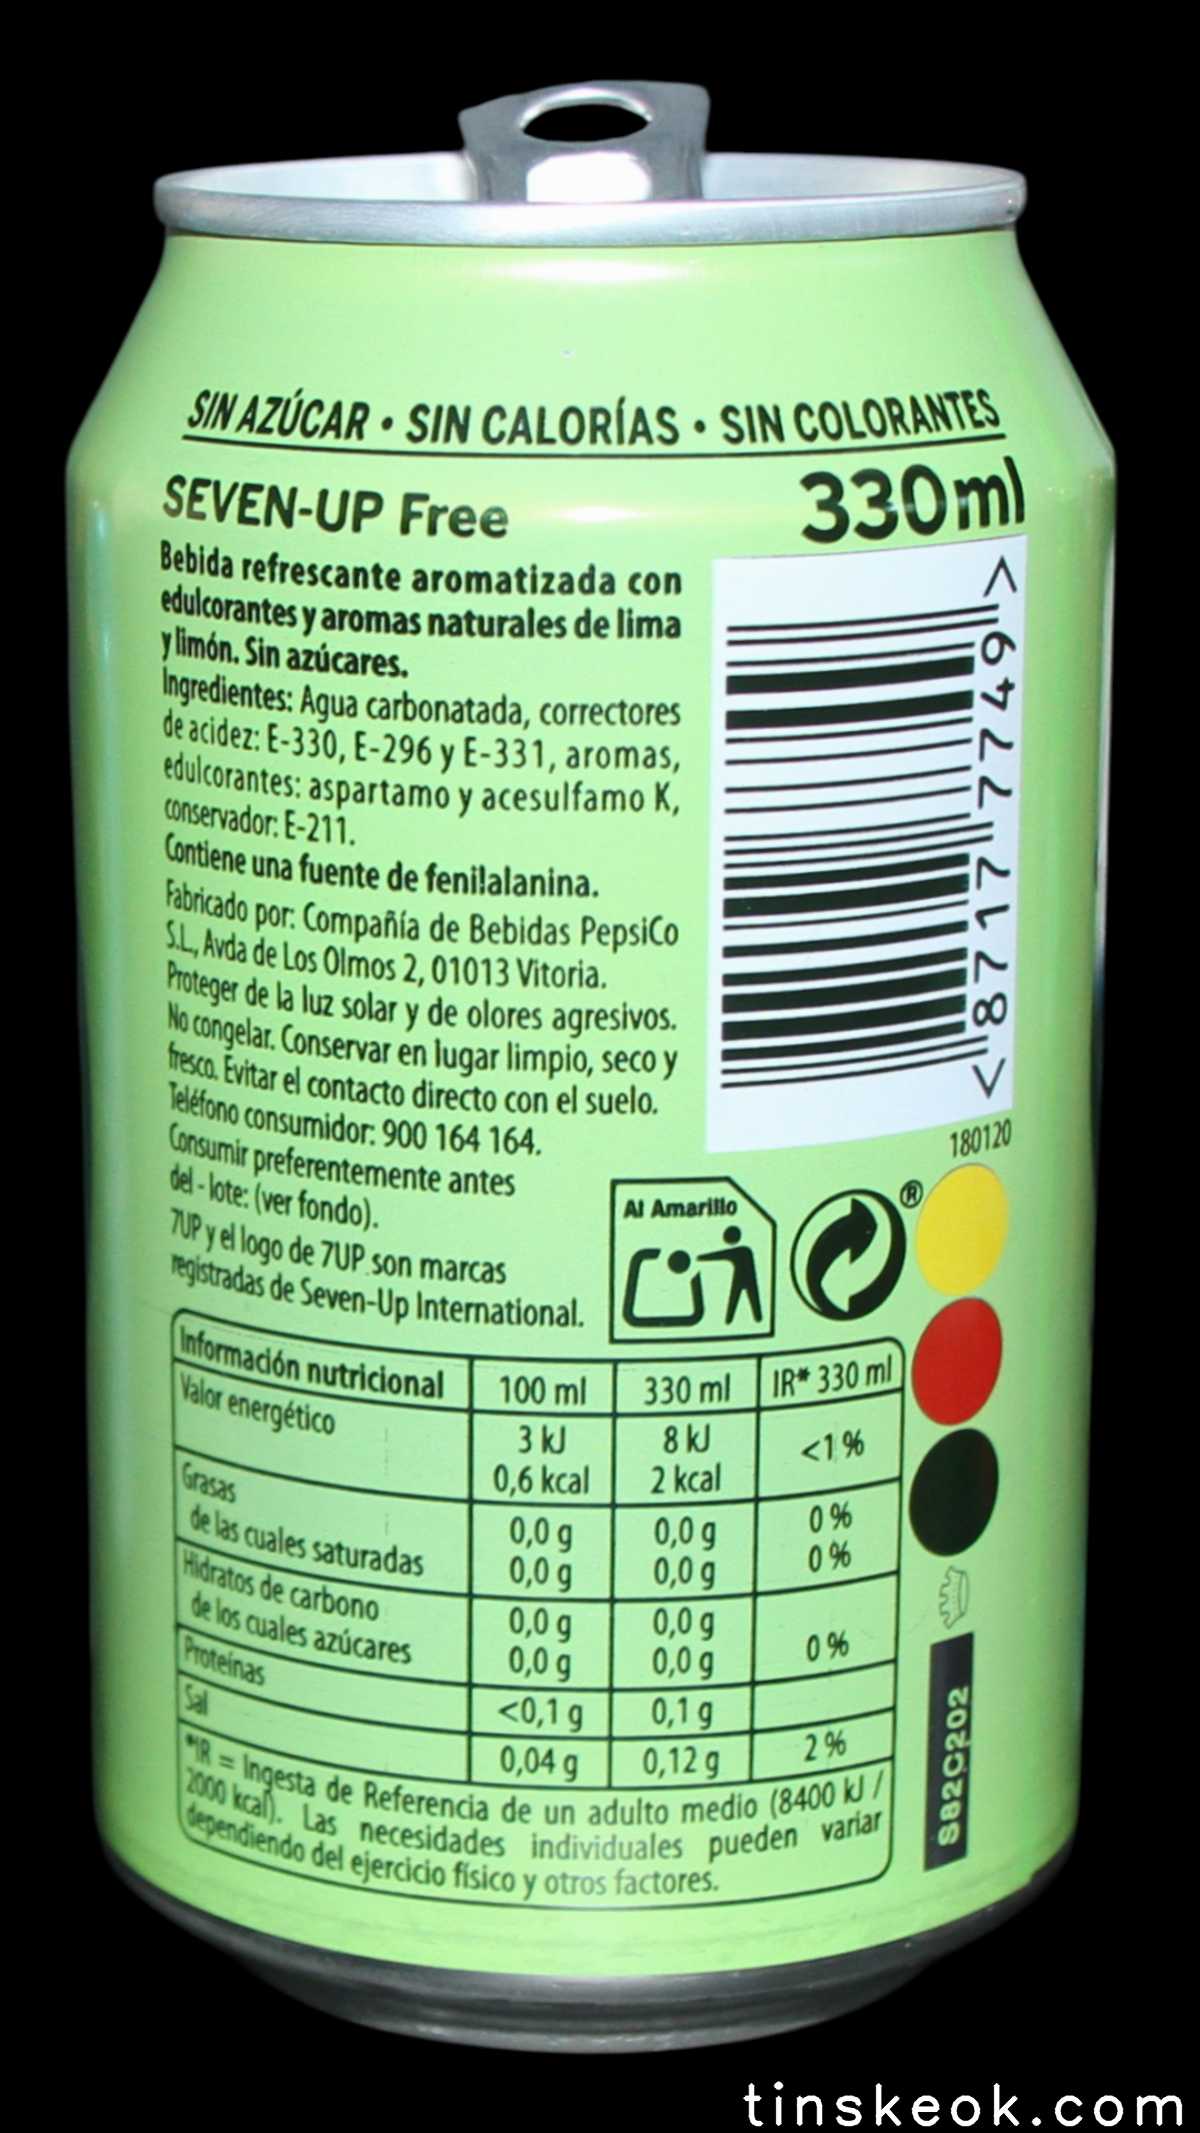 SIN AZÚCAR • SIN CALORÍAS • SIN COLORANTES
SEVEN-UP Free
330ml
Bebida refrescante aromatizada con
edulcorantes y aromas naturales de lima
y limón. Sin azúcares.
Ingredientes: Agua carbonatada, correctores
de acidez: E-330, E-296 y E-331, aromas,
edulcorantes: aspartamo y acesulfamo K,
conservador: E-211.
Contiene una fuente de fenilalanina.
Fabricado por: Compañía de Bebidas PepsiCo
S.L., Avda de Los Olmos 2, 01013 Vitoria.
Proteger de la luz solar y de olores agresivos.
No congelar. Conservar en lugar limpio, seco y
fresco. Evitar el contacto directo con el suelo.
Teléfono consumidor: 900 164 164.
Consumir preferentemente antes
del - lote: (ver fondo).
7UP y el logo de 7UP son marcas
registradas de Seven-Up International.
<8717 7749>
180120
Al Amarillo
®
Información nutricional 100 ml 330 ml IR* 330 ml
Valor energético 3 kJ 8 kJ <1 %
0,6 kcal 2 kcal
Grasas 0,0 g 0,0 g 0 %
de las cuales saturadas 0,0 g 0,0 g 0 %
Hidratos de carbono 0,0 g 0,0 g
de los cuales azúcares 0,0 g 0,0 g 0 %
Proteínas <0,1 g 0,1 g
Sal 0,04 g 0,12 g 2 %
*IR = Ingesta de Referencia de un adulto medio (8400 kJ /
2000 kcal). Las necesidades individuales pueden variar
dependiendo del ejercicio físico y otros factores.
S82C202
tinskeok.com